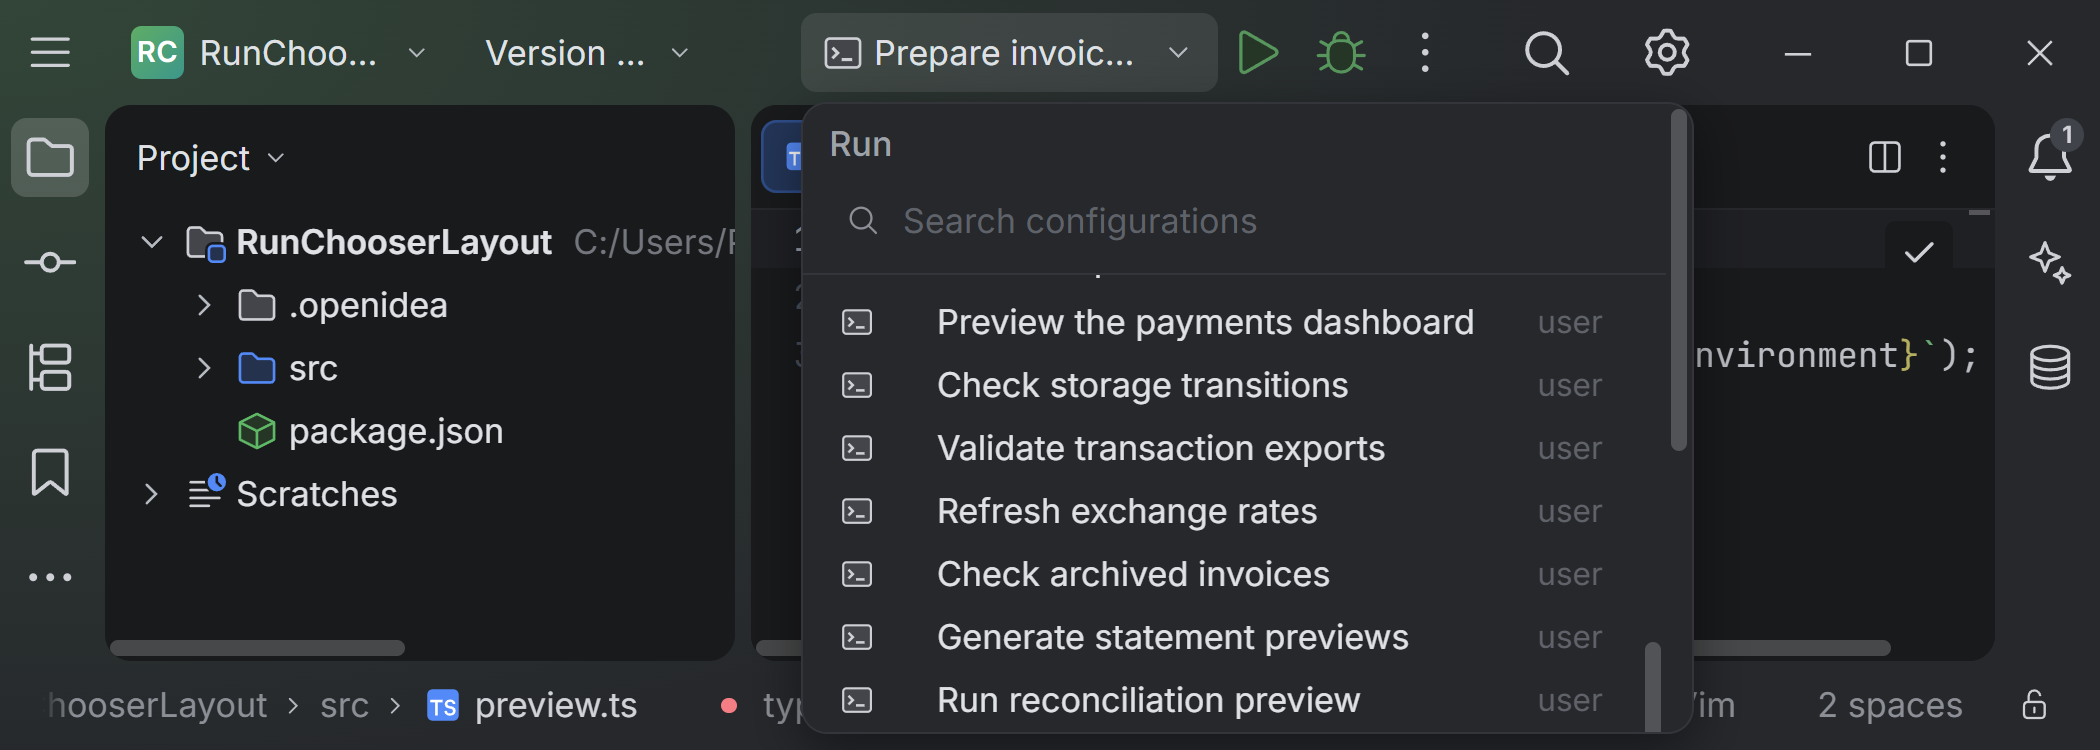 RC RunChoo... Version ... Prepare invoic...
Project
RunChooserLayout C:/Users/
.openidea
src
package.json
Scratches
Run
Search configurations
Preview the payments dashboard user
Check storage transitions user
Validate transaction exports user
Refresh exchange rates user
Check archived invoices user
Generate statement previews user
Run reconciliation preview user
nvironment}`);
1
hooserLayout > src > TS preview.ts
2 spaces